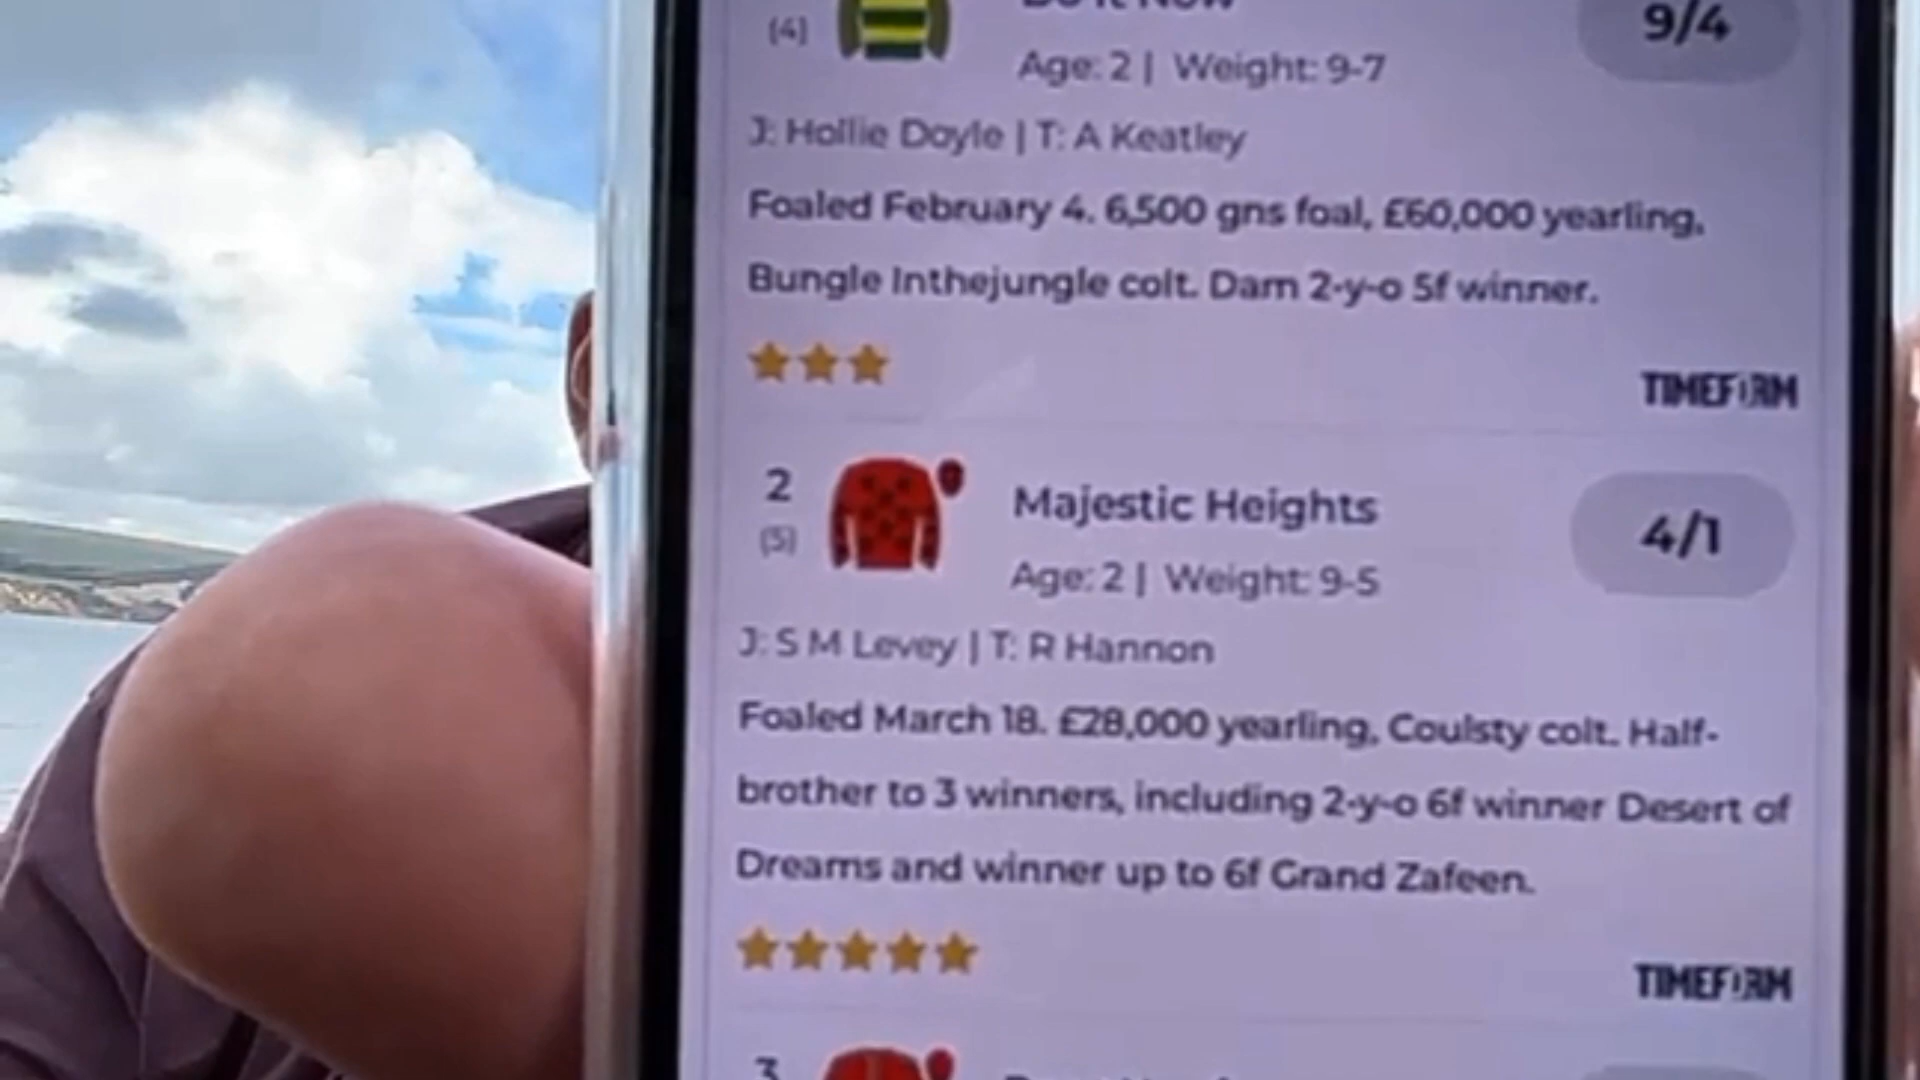 Do It Now
9/4
(4)
Age: 2 | Weight: 9-7
J: Hollie Doyle | T: A Keatley
Foaled February 4. 6,500 gns foal, £60,000 yearling,
Bungle Inthejungle colt. Dam 2-y-o 5f winner.
TIMEFORM
2
Majestic Heights
4/1
(5)
Age: 2 | Weight: 9-5
J: S M Levey | T: R Hannon
Foaled March 18. £28,000 yearling, Coulsty colt. Half-
brother to 3 winners, including 2-y-o 6f winner Desert of
Dreams and winner up to 6f Grand Zafeen.
TIMEFORM
3